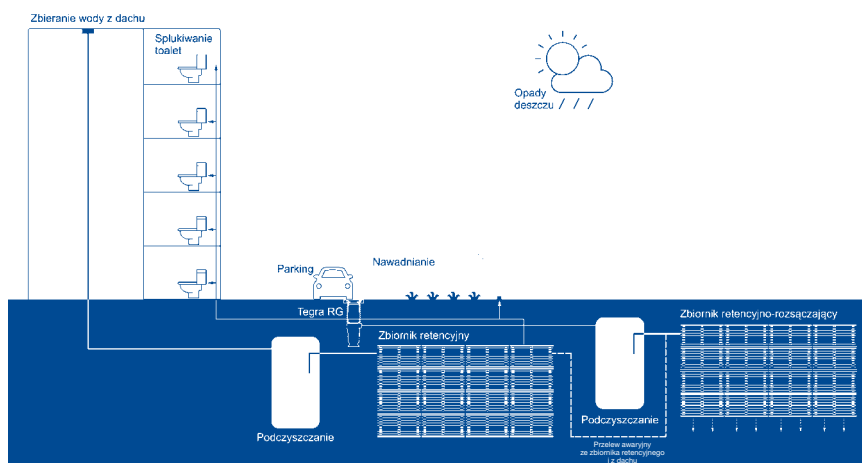 Zbieranie wody z dachu
Splukiwanie
toalet
Opady
deszczu
Parking
Nawadnianie
Tegra RG
Zbiornik retencyjny
Zbiornik retencyjno-rozsączający
Podczyszczanie
Podczyszczanie
Przelew awaryjny
ze zbiornika retencyjnego
i z dachu